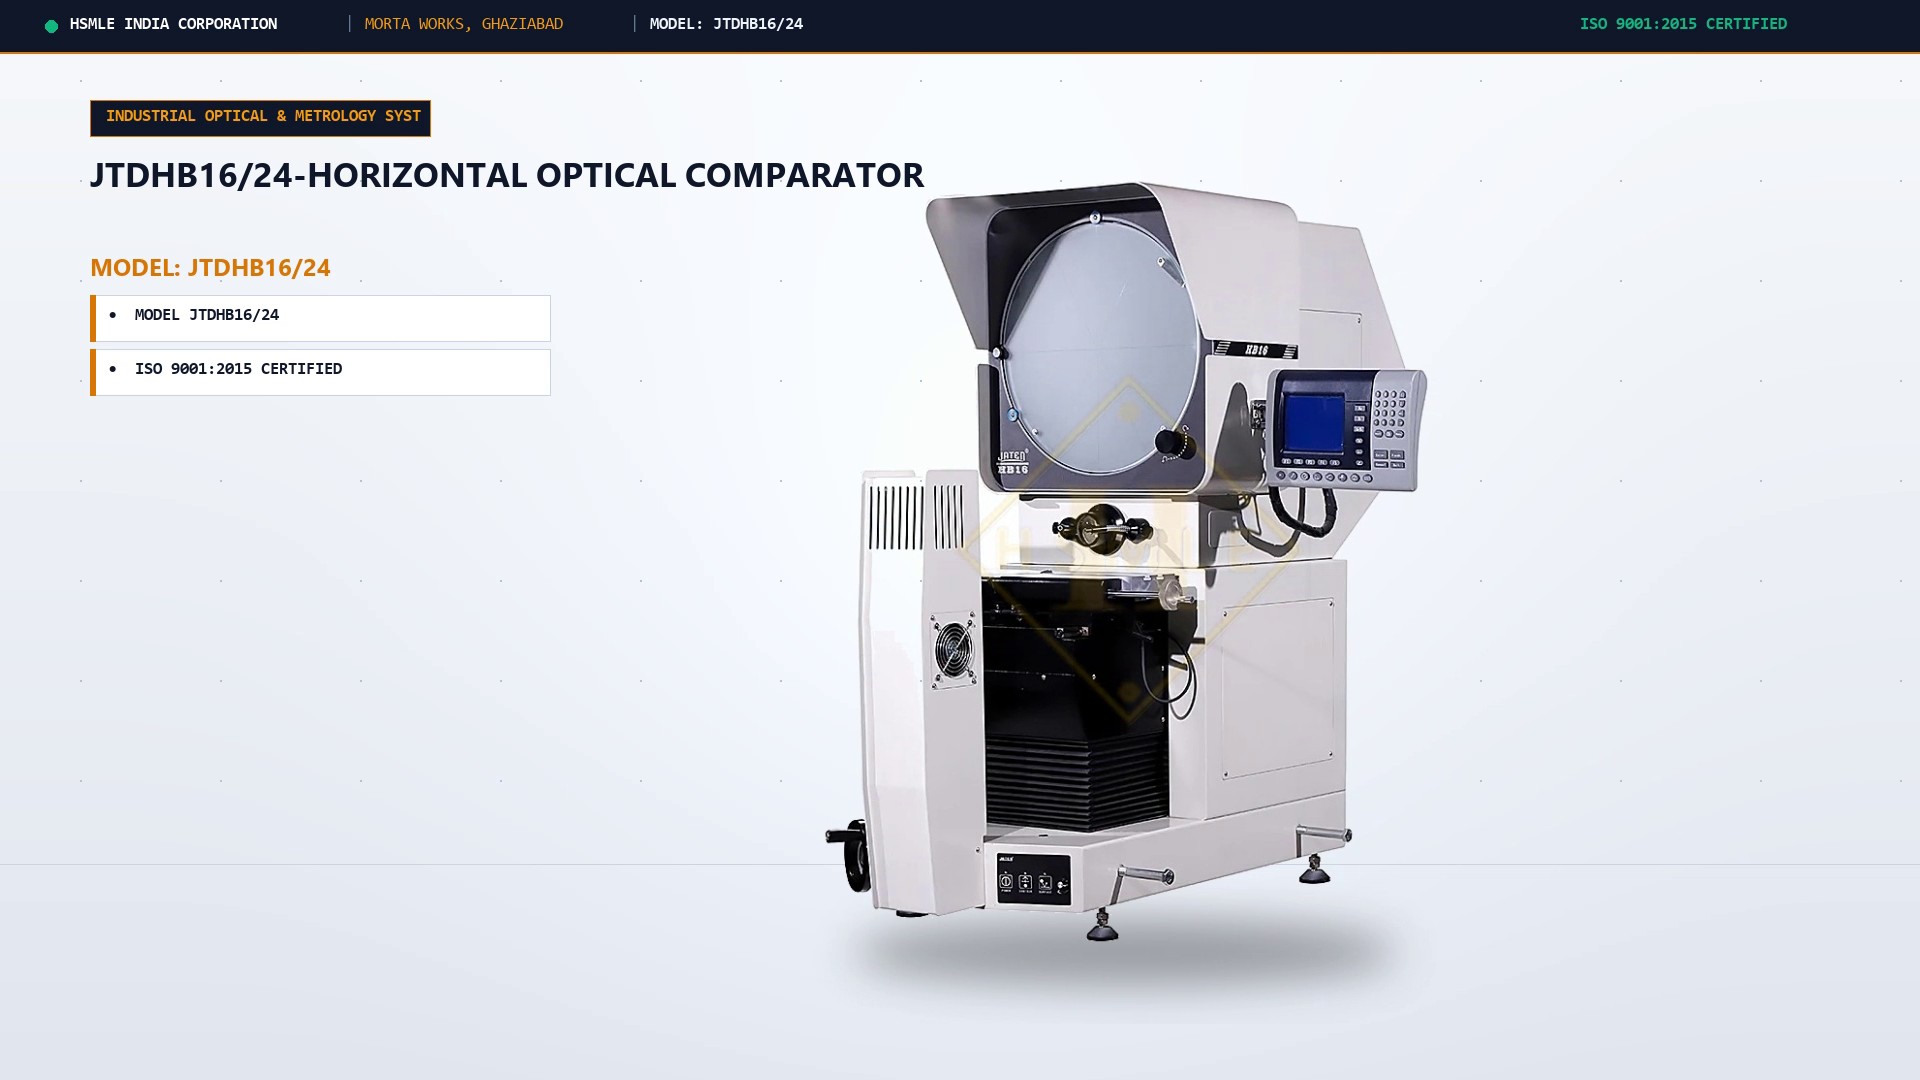 HSMLE INDIA CORPORATION
MORTA WORKS, GHAZIABAD
MODEL: JTDHB16/24
ISO 9001:2015 CERTIFIED
INDUSTRIAL OPTICAL & METROLOGY SYST
JTDHB16/24-HORIZONTAL OPTICAL COMPARATOR
MODEL: JTDHB16/24
• MODEL JTDHB16/24
• ISO 9001:2015 CERTIFIED
HB16
JATEN®
HB16